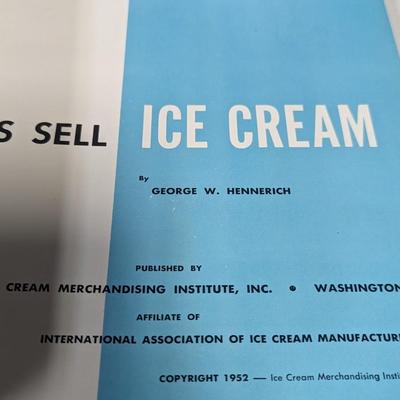 S SELL ICE CREAM
By
GEORGE W. HENNERICH
PUBLISHED BY
CREAM MERCHANDISING INSTITUTE, INC. • WASHINGTON
AFFILIATE OF
INTERNATIONAL ASSOCIATION OF ICE CREAM MANUFACTURE
COPYRIGHT 1952 — Ice Cream Merchandising Insti